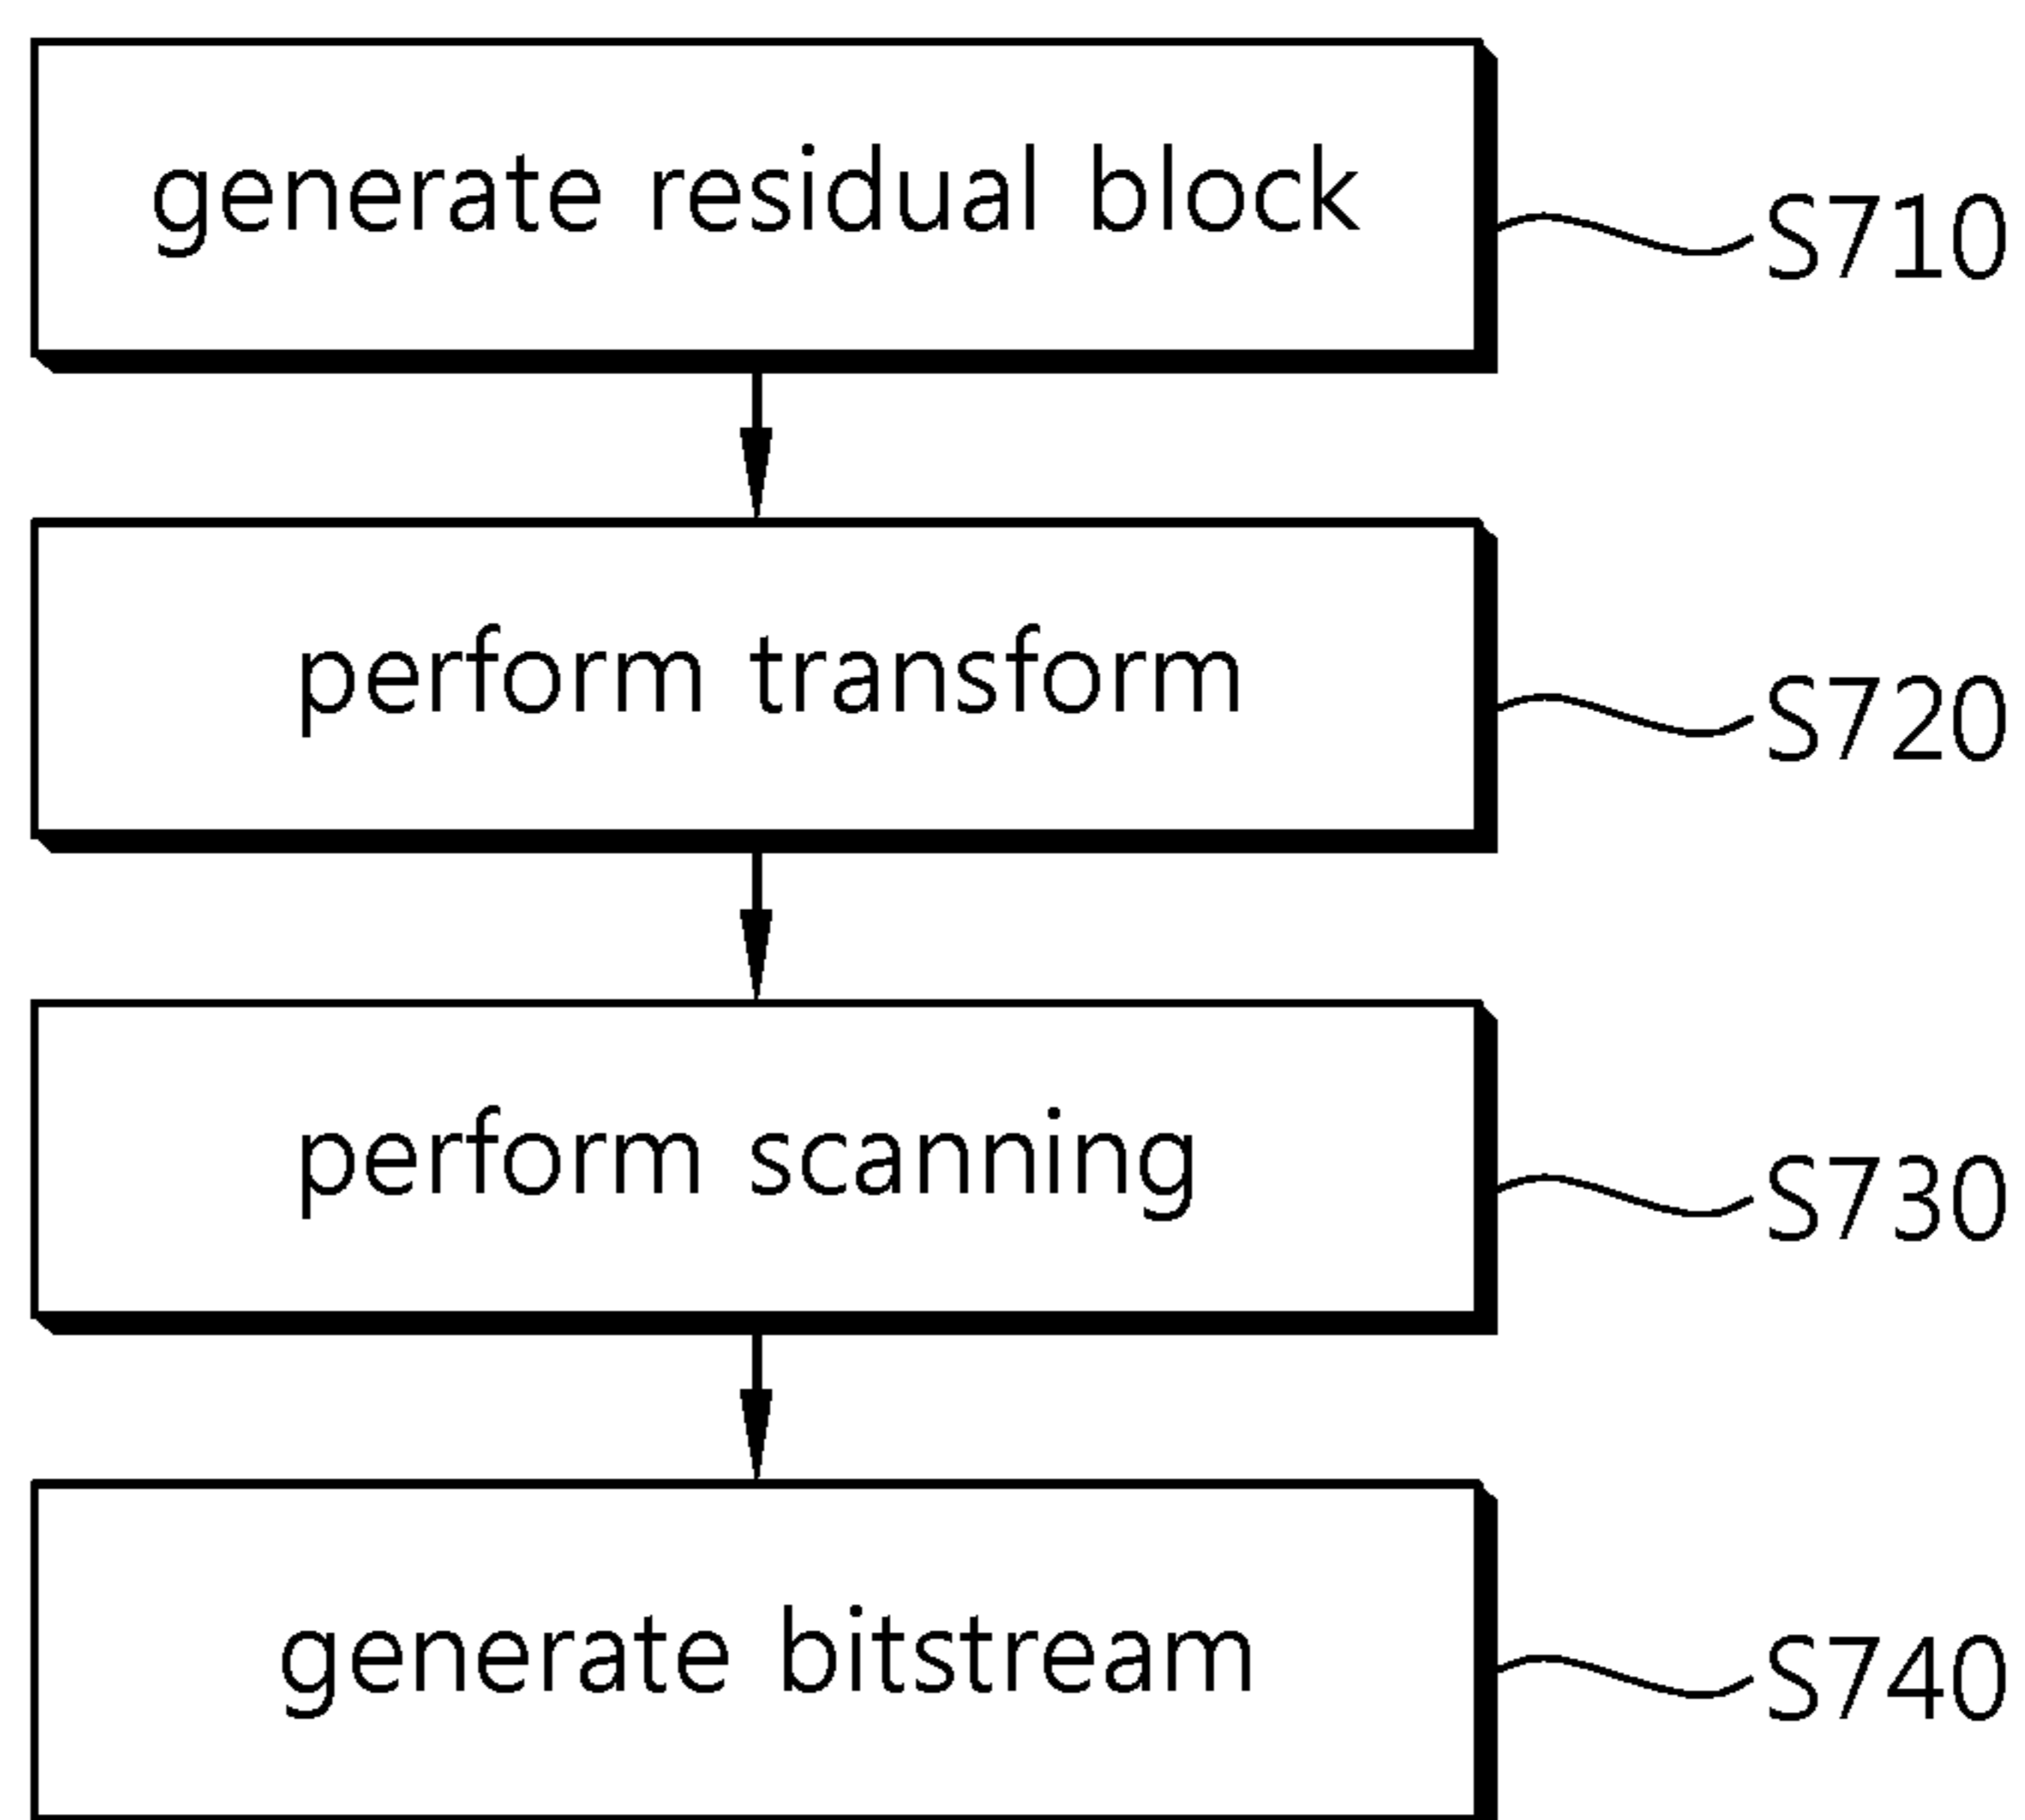 generate residual block
S710
perform transform
S720
perform scanning
S730
generate bitstream
S740